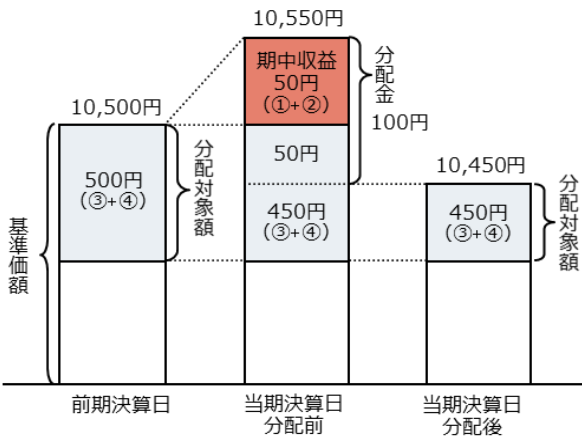 10,550円
期中収益
50円
(①+②)
分配金
100円
10,500円
500円
(③+④)
分配対象額
50円
450円
(③+④)
10,450円
450円
(③+④)
分配対象額
基準価額
前期決算日
当期決算日
分配前
当期決算日
分配後